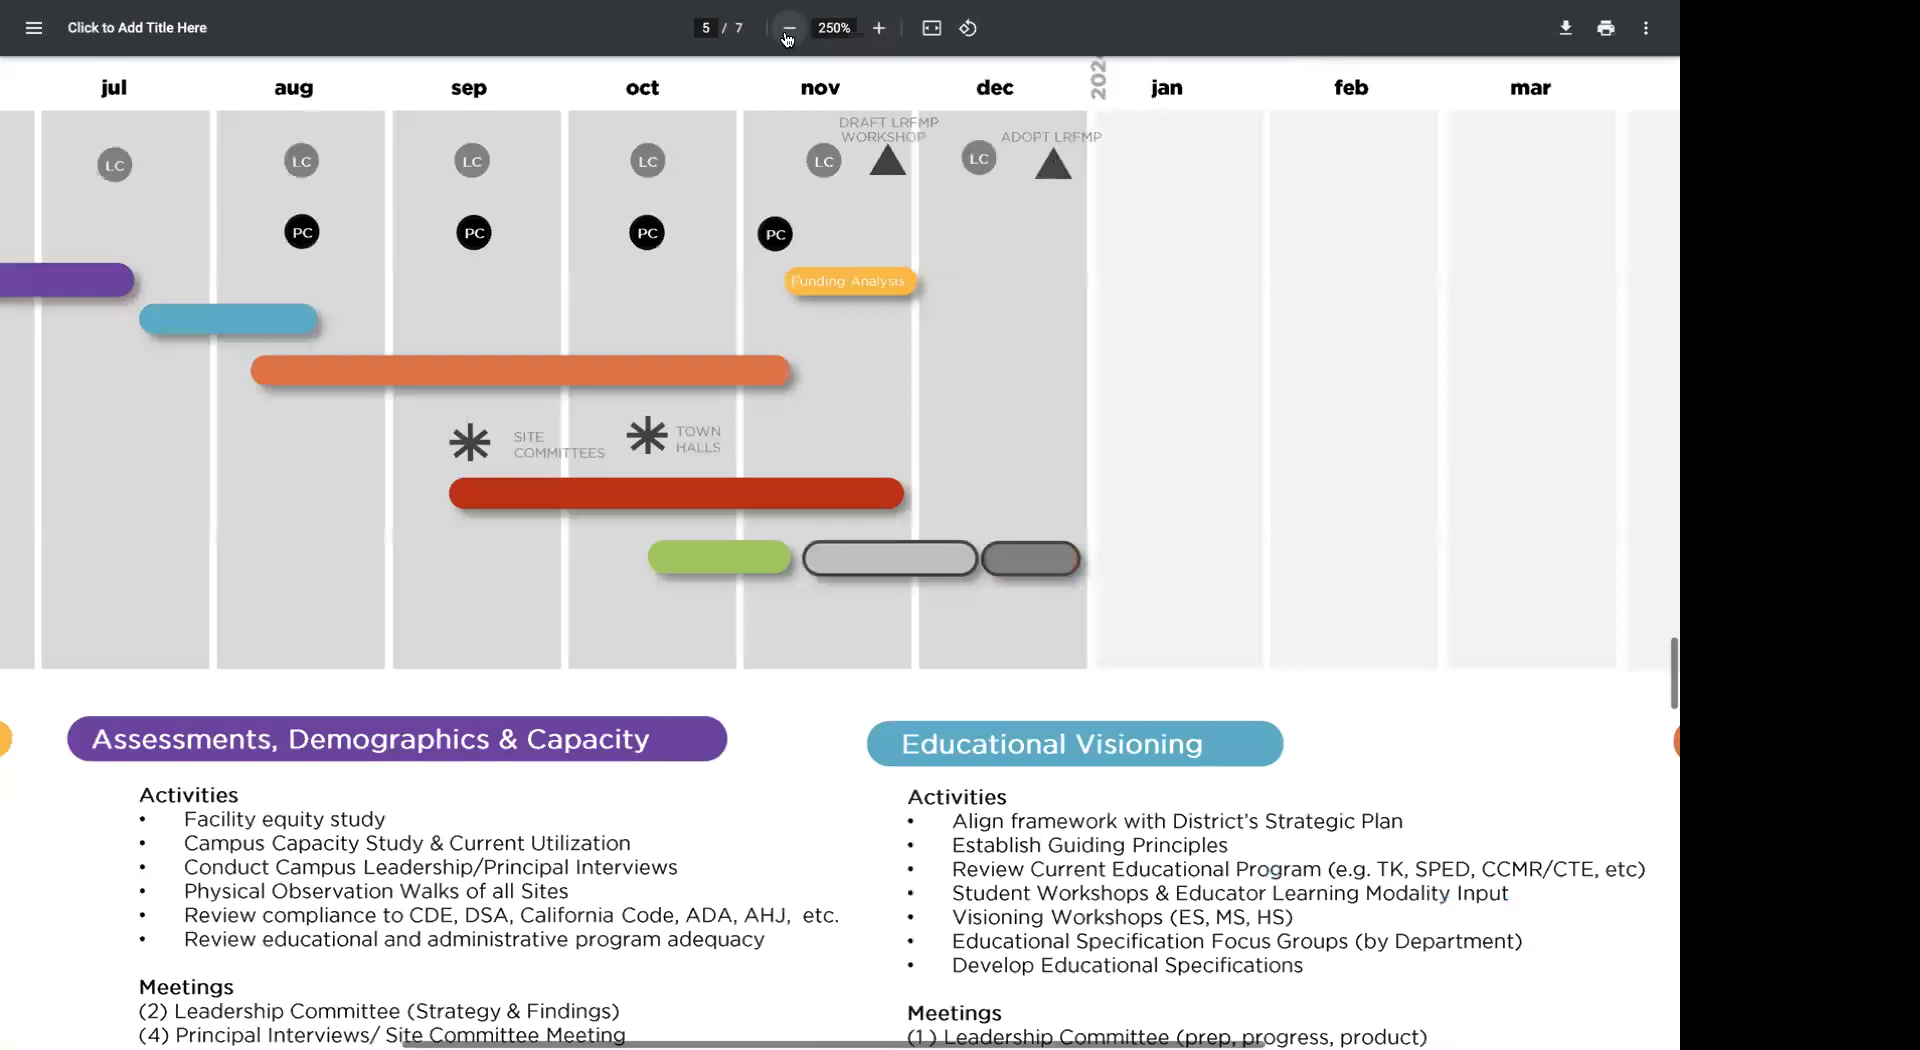 Click to Add Title Here
5 / 7
250%
jul aug sep oct nov dec 202 jan feb mar
DRAFT LRFMP
WORKSHOP
ADOPT LRFMP
LC LC LC LC LC LC
PC PC PC PC
Funding Analysis
SITE
COMMITTEES
TOWN
HALLS
Assessments, Demographics & Capacity
Activities
• Facility equity study
• Campus Capacity Study & Current Utilization
• Conduct Campus Leadership/Principal Interviews
• Physical Observation Walks of all Sites
• Review compliance to CDE, DSA, California Code, ADA, AHJ, etc.
• Review educational and administrative program adequacy
Meetings
(2) Leadership Committee (Strategy & Findings)
(4) Principal Interviews/ Site Committee Meeting
Educational Visioning
Activities
• Align framework with District's Strategic Plan
• Establish Guiding Principles
• Review Current Educational Program (e.g. TK, SPED, CCMR/CTE, etc)
• Student Workshops & Educator Learning Modality Input
• Visioning Workshops (ES, MS, HS)
• Educational Specification Focus Groups (by Department)
• Develop Educational Specifications
Meetings
(1) Leadership Committee (prep, progress, product)